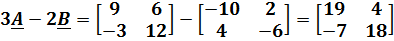 3A − 2B = [9 6; −3 12] − [−10 2; 4 −6] = [19 4; −7 18]